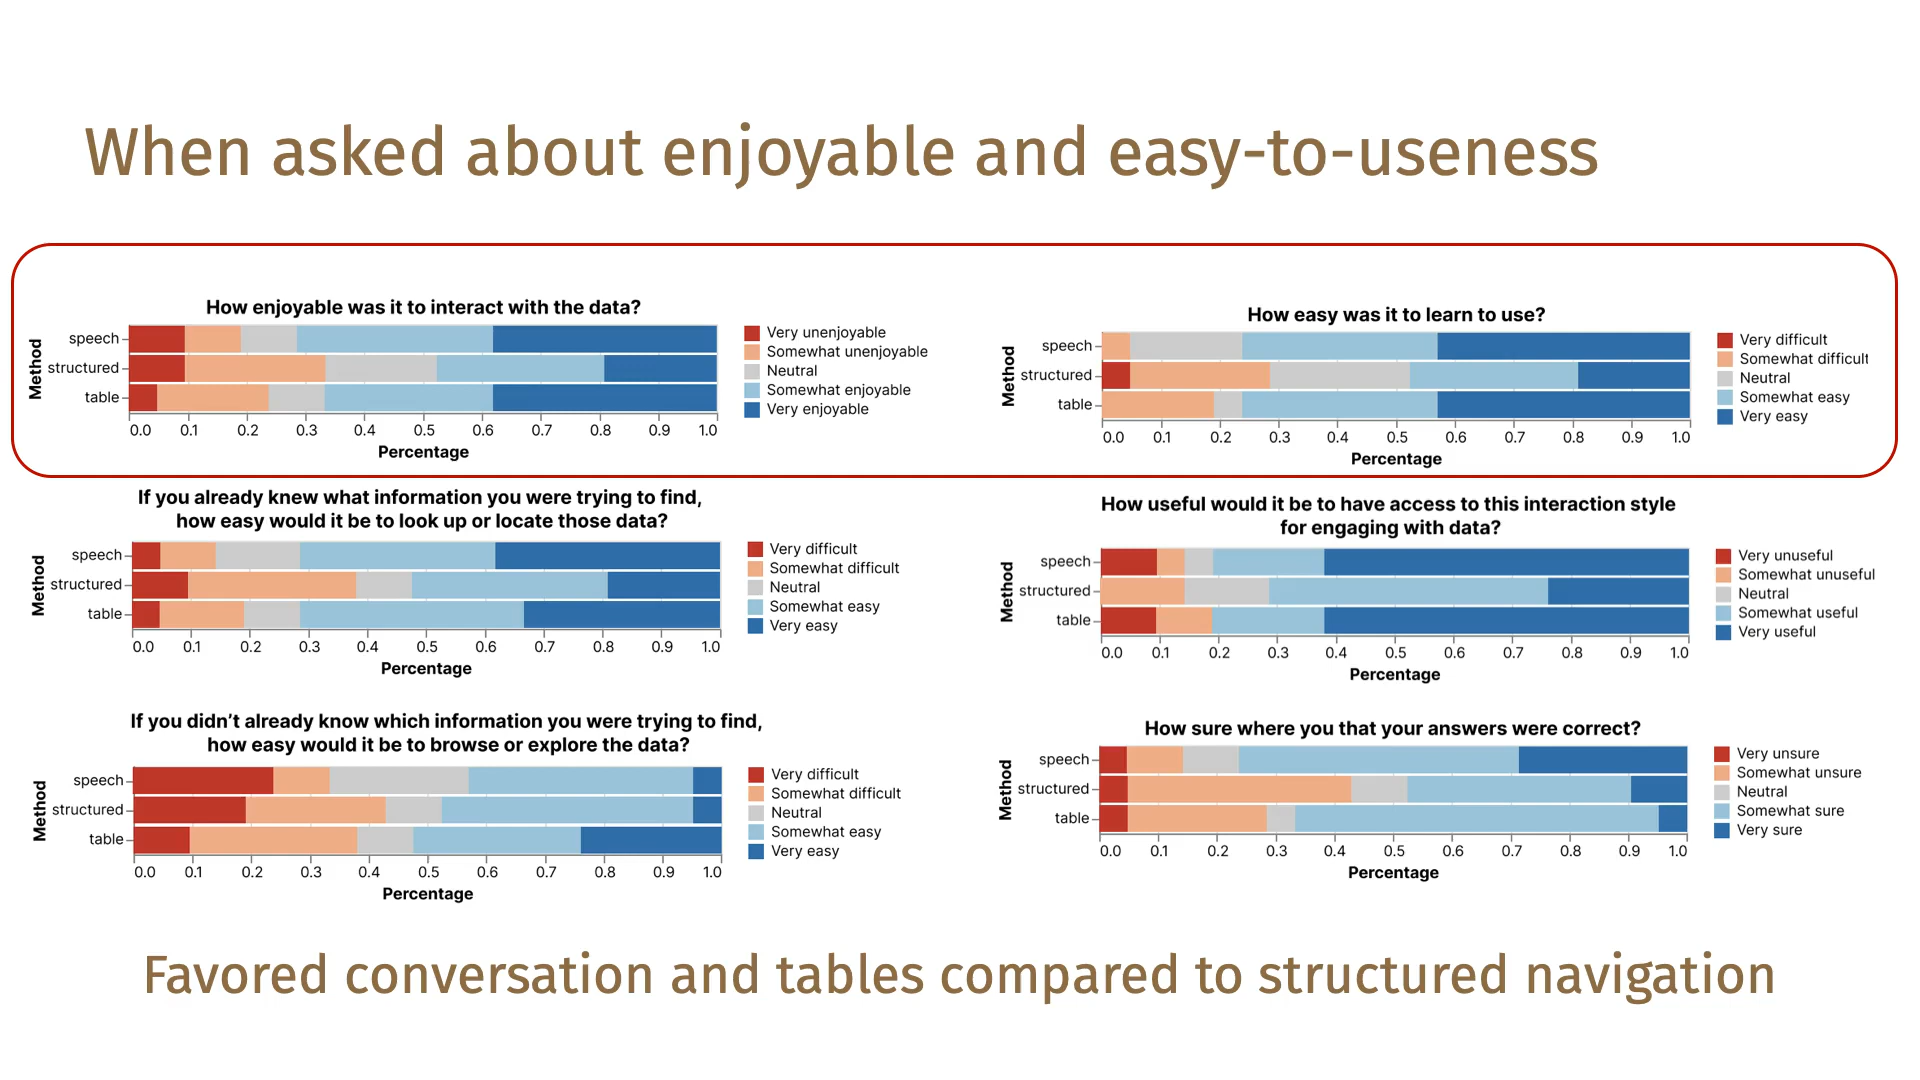 When asked about enjoyable and easy-to-useness
How enjoyable was it to interact with the data?
Method
speech
structured
table
0.0 0.1 0.2 0.3 0.4 0.5 0.6 0.7 0.8 0.9 1.0
Percentage
Very unenjoyable
Somewhat unenjoyable
Neutral
Somewhat enjoyable
Very enjoyable
How easy was it to learn to use?
Method
speech
structured
table
0.0 0.1 0.2 0.3 0.4 0.5 0.6 0.7 0.8 0.9 1.0
Percentage
Very difficult
Somewhat difficult
Neutral
Somewhat easy
Very easy
If you already knew what information you were trying to find,
how easy would it be to look up or locate those data?
Method
speech
structured
table
0.0 0.1 0.2 0.3 0.4 0.5 0.6 0.7 0.8 0.9 1.0
Percentage
Very difficult
Somewhat difficult
Neutral
Somewhat easy
Very easy
How useful would it be to have access to this interaction style
for engaging with data?
Method
speech
structured
table
0.0 0.1 0.2 0.3 0.4 0.5 0.6 0.7 0.8 0.9 1.0
Percentage
Very unuseful
Somewhat unuseful
Neutral
Somewhat useful
Very useful
If you didn’t already know which information you were trying to find,
how easy would it be to browse or explore the data?
Method
speech
structured
table
0.0 0.1 0.2 0.3 0.4 0.5 0.6 0.7 0.8 0.9 1.0
Percentage
Very difficult
Somewhat difficult
Neutral
Somewhat easy
Very easy
How sure where you that your answers were correct?
Method
speech
structured
table
0.0 0.1 0.2 0.3 0.4 0.5 0.6 0.7 0.8 0.9 1.0
Percentage
Very unsure
Somewhat unsure
Neutral
Somewhat sure
Very sure
Favored conversation and tables compared to structured navigation